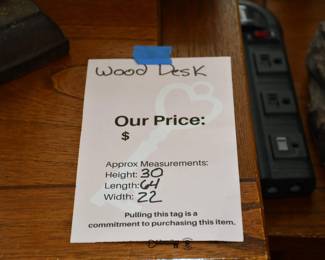 Wood Desk
Our Price:
$
Approx Measurements:
Height: 30
Length: 64
Width: 22
Pulling this tag is a
commitment to purchasing this item.